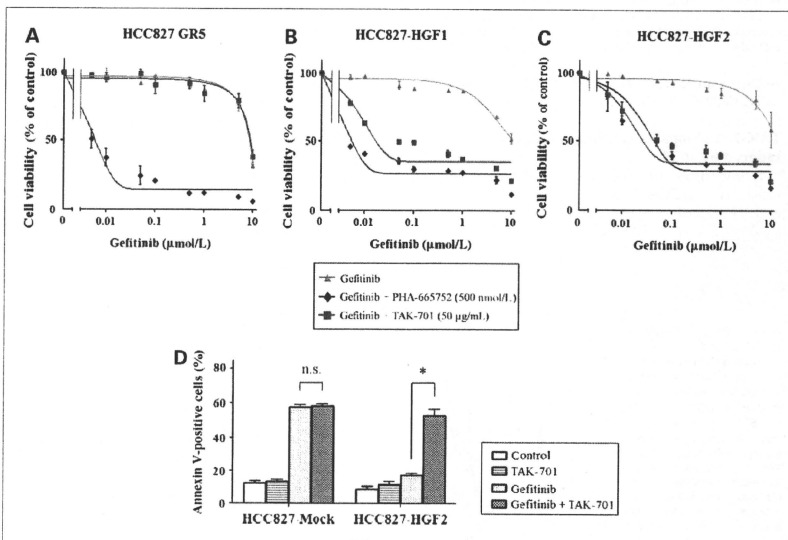 A
HCC827 GR5
Cell viability (% of control)
100
50
0
0
0.01
0.1
1
10
Gefitinib (µmol/L)
B
HCC827-HGF1
Cell viability (% of control)
100
50
0
0
0.01
0.1
1
10
Gefitinib (µmol/L)
C
HCC827-HGF2
Cell viability (% of control)
100
50
0
0
0.01
0.1
1
10
Gefitinib (µmol/L)
Gefitinib
Gefitinib - PHA-665752 (500 nmol/L)
Gefitinib - TAK-701 (50 µg/mL)
D
Annexin V-positive cells (%)
80
60
40
20
0
n.s.
*
HCC827-Mock
HCC827-HGF2
Control
TAK-701
Gefitinib
Gefitinib + TAK-701